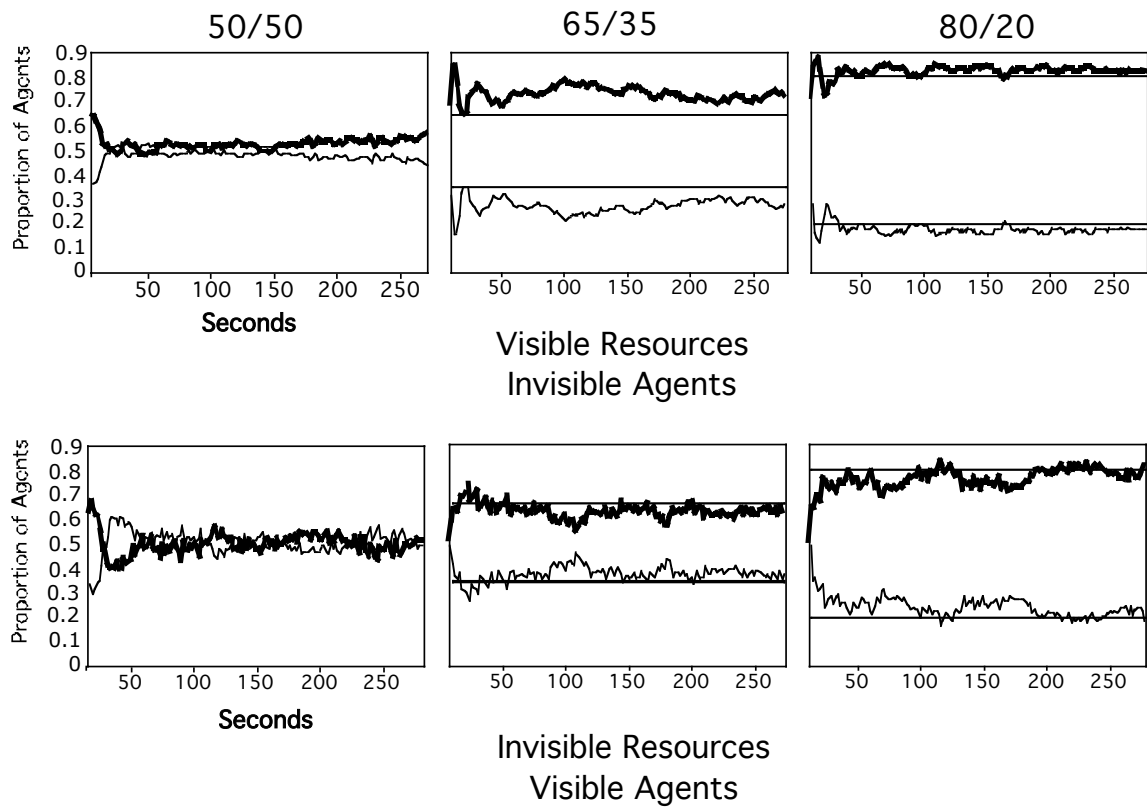 50/50
65/35
80/20
Proportion of Agents
0.9
0.8
0.7
0.6
0.5
0.4
0.3
0.2
0.1
0
50 100 150 200 250
50 100 150 200 250
50 100 150 200 250
Seconds
Visible Resources
Invisible Agents
Proportion of Agents
0.9
0.8
0.7
0.6
0.5
0.4
0.3
0.2
0.1
0
50 100 150 200 250
50 100 150 200 250
50 100 150 200 250
Seconds
Invisible Resources
Visible Agents